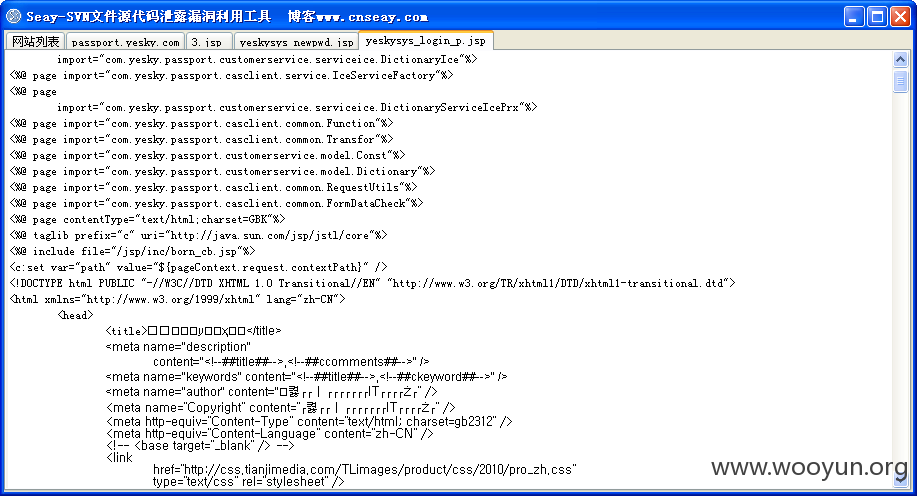 Seay-SVN文件源代码泄露漏洞利用工具  博客www.cnseay.com
网站列表 passport.yesky.com 3.jsp yeskysys_newpwd.jsp yeskysys_login_p.jsp
import="com.yesky.passport.customerservice.serviceice.DictionaryIce"%>
<%@ page import="com.yesky.passport.casclient.service.IceServiceFactory"%>
<%@ page
import="com.yesky.passport.customerservice.serviceice.DictionaryServiceIcePrx"%>
<%@ page import="com.yesky.passport.casclient.common.Function"%>
<%@ page import="com.yesky.passport.casclient.common.Transfor"%>
<%@ page import="com.yesky.passport.customerservice.model.Const"%>
<%@ page import="com.yesky.passport.customerservice.model.Dictionary"%>
<%@ page import="com.yesky.passport.casclient.common.RequestUtils"%>
<%@ page import="com.yesky.passport.casclient.common.FormDataCheck"%>
<%@ page contentType="text/html;charset=GBK"%>
<%@ taglib prefix="c" uri="http://java.sun.com/jsp/jstl/core"%>
<%@ include file="/jsp/inc/born_cb.jsp"%>
<c:set var="path" value="${pageContext.request.contextPath}" />
<!DOCTYPE html PUBLIC "-//W3C//DTD XHTML 1.0 Transitional//EN" "http://www.w3.org/TR/xhtml1/DTD/xhtml1-transitional.dtd">
<html xmlns="http://www.w3.org/1999/xhtml" lang="zh-CN">
<head>
<title></title>
<meta name="description"
content="<!--##title##-->,<!--##ccomments##-->" />
<meta name="keywords" content="<!--##title##-->,<!--##ckeyword##-->" />
<meta name="author" content="" />
<meta name="Copyright" content="" />
<meta http-equiv="Content-Type" content="text/html; charset=gb2312" />
<meta http-equiv="Content-Language" content="zh-CN" />
<!-- <base target="_blank" /> -->
<link
href="http://css.tianjimedia.com/TLimages/product/css/2010/pro_zh.css"
type="text/css" rel="stylesheet" />
www.wooyun.org